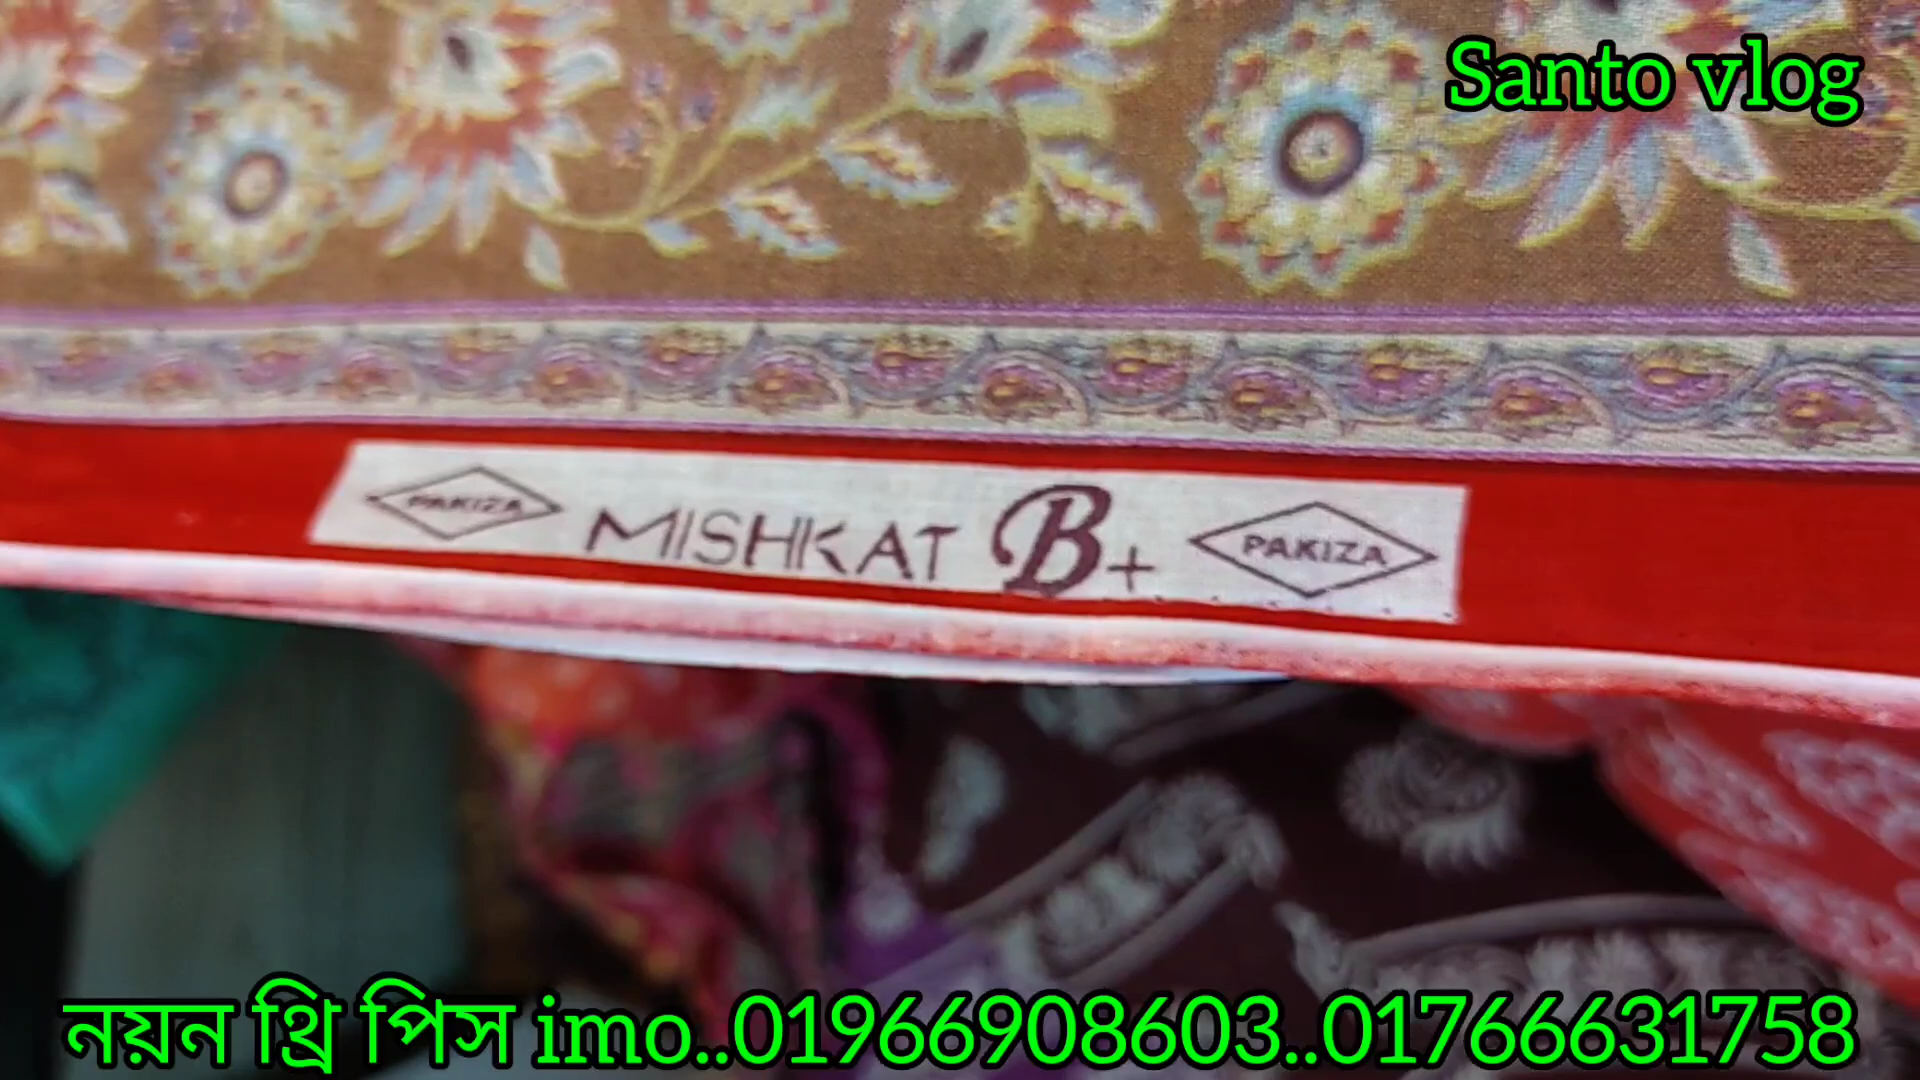 Santo vlog
PAKIZA MISHKAT B+ PAKIZA
নয়ন থ্রি পিস imo..01966908603..01766631758